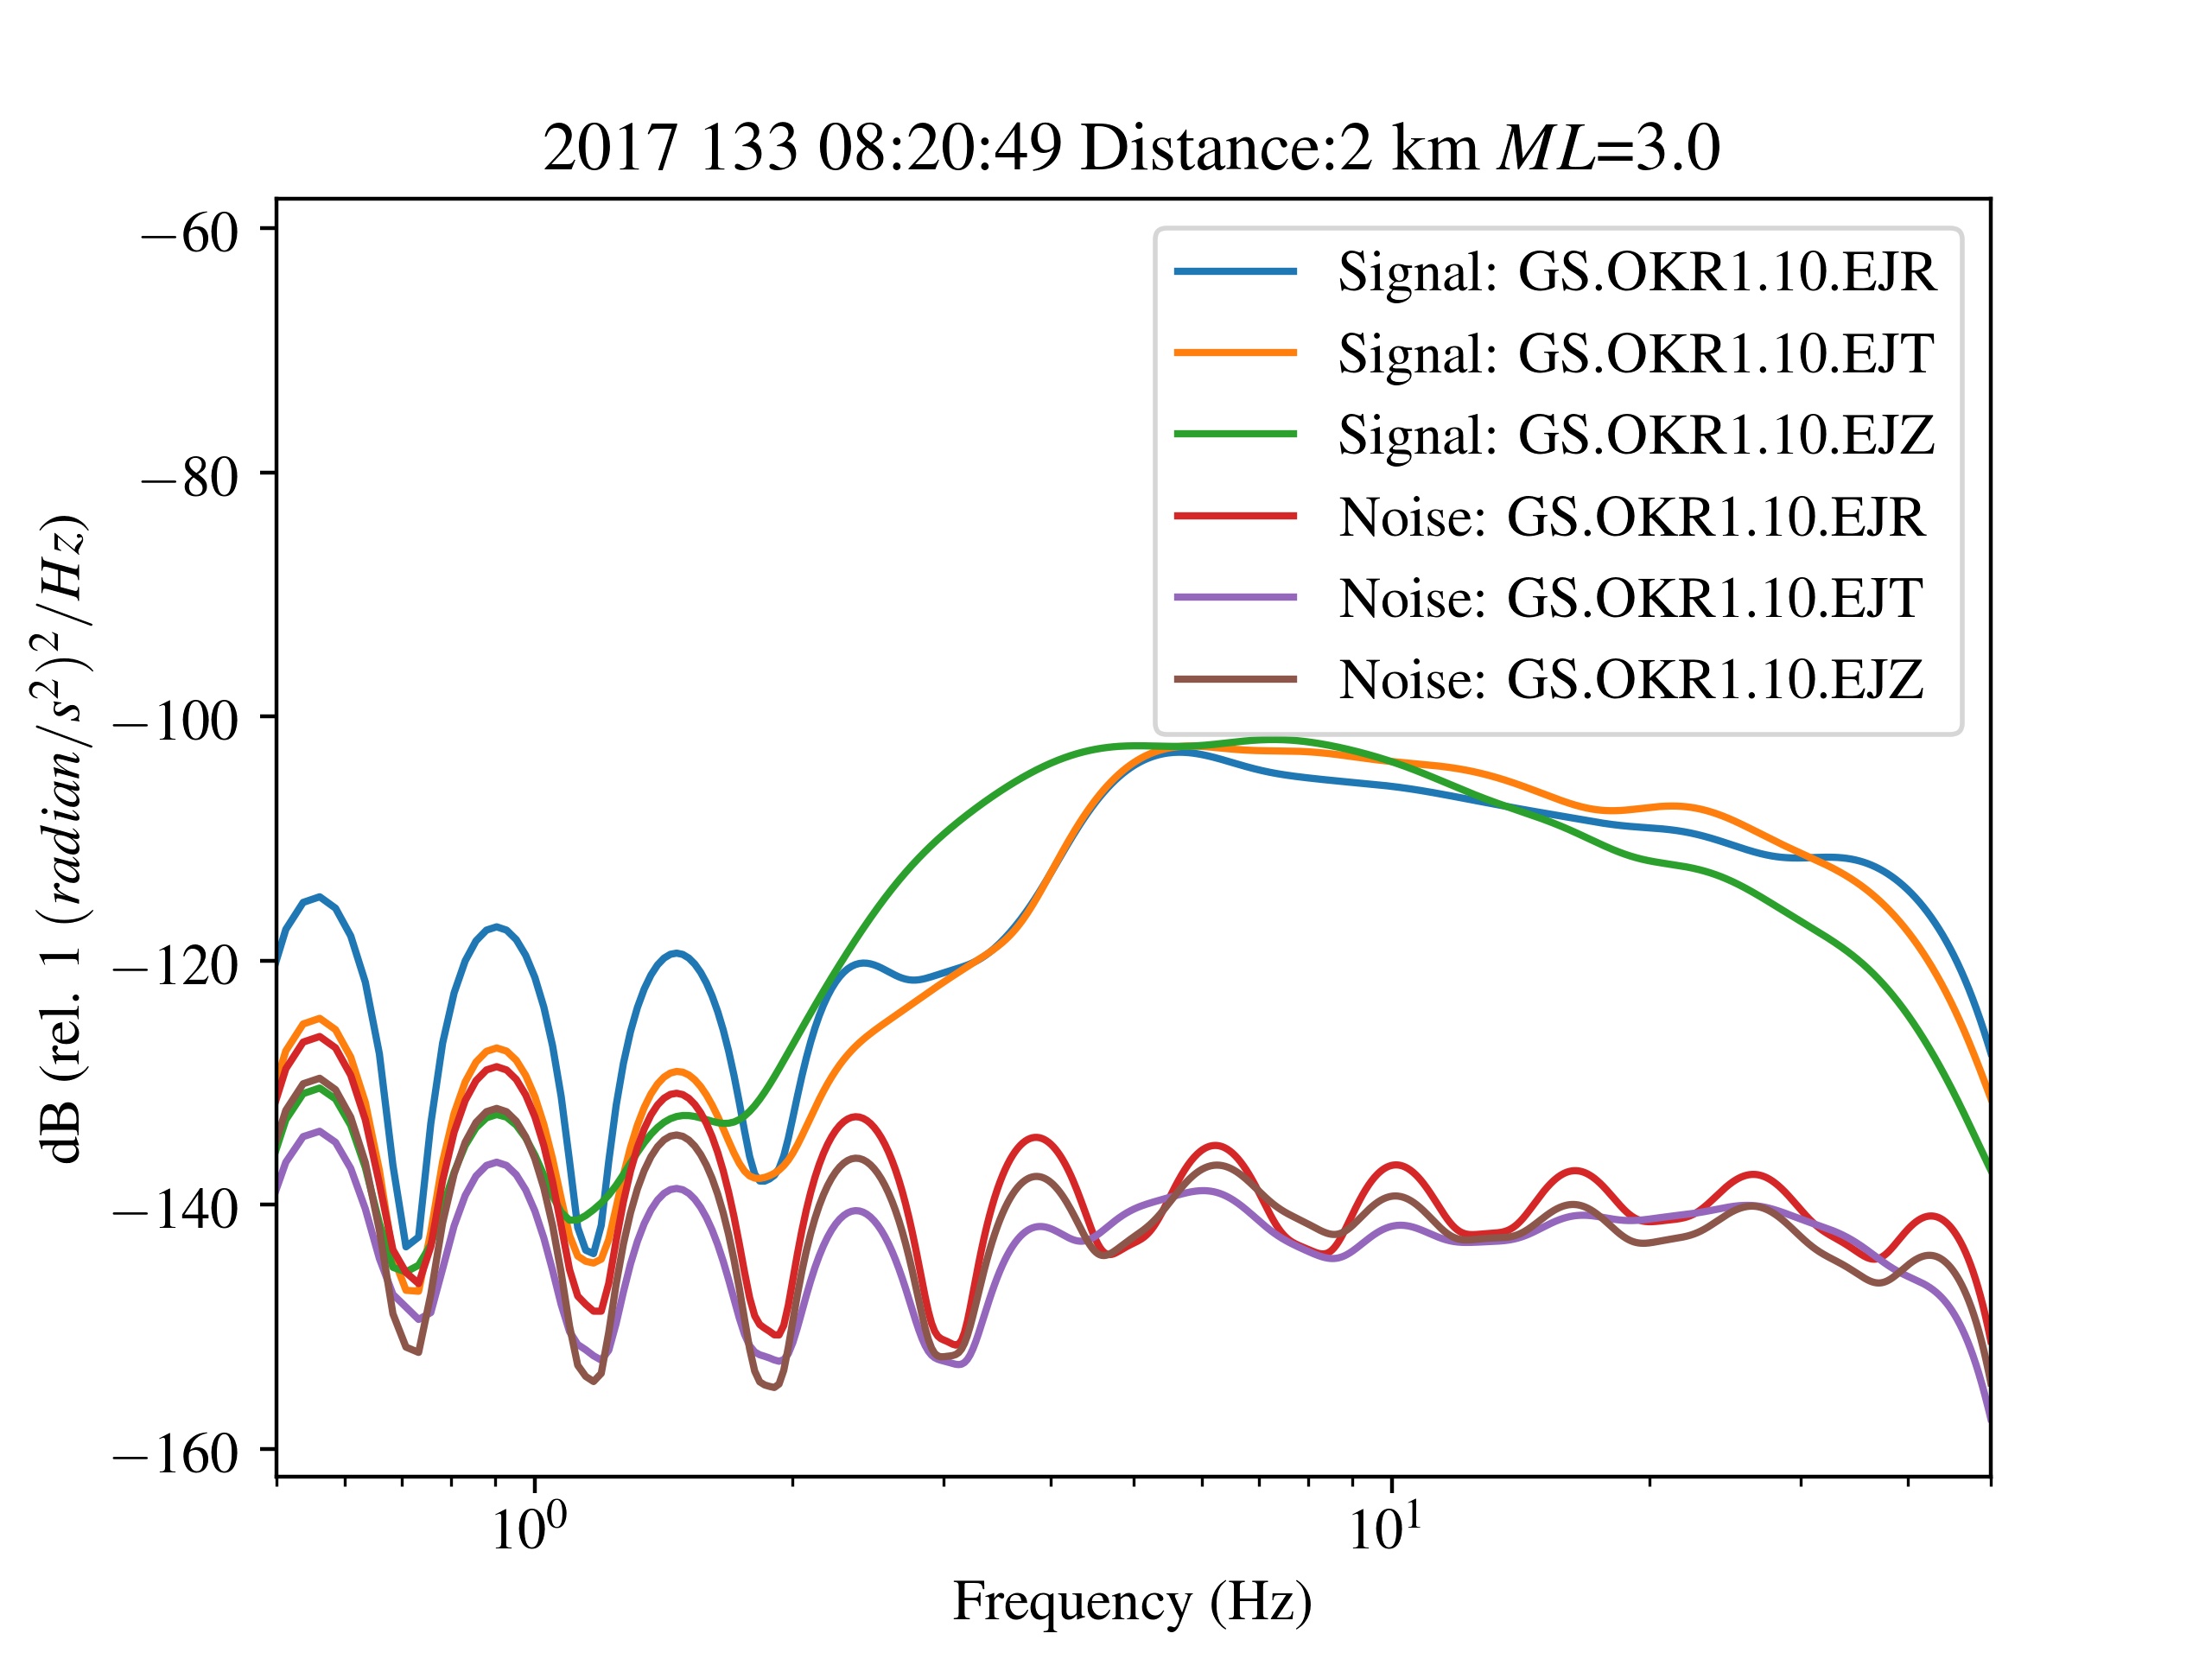 2017 133 08:20:49 Distance:2 km ML=3.0
dB (rel. 1 (radian/s²)²/Hz)
−60
−80
−100
−120
−140
−160
Signal: GS.OKR1.10.EJR
Signal: GS.OKR1.10.EJT
Signal: GS.OKR1.10.EJZ
Noise: GS.OKR1.10.EJR
Noise: GS.OKR1.10.EJT
Noise: GS.OKR1.10.EJZ
10⁰ 10¹
Frequency (Hz)